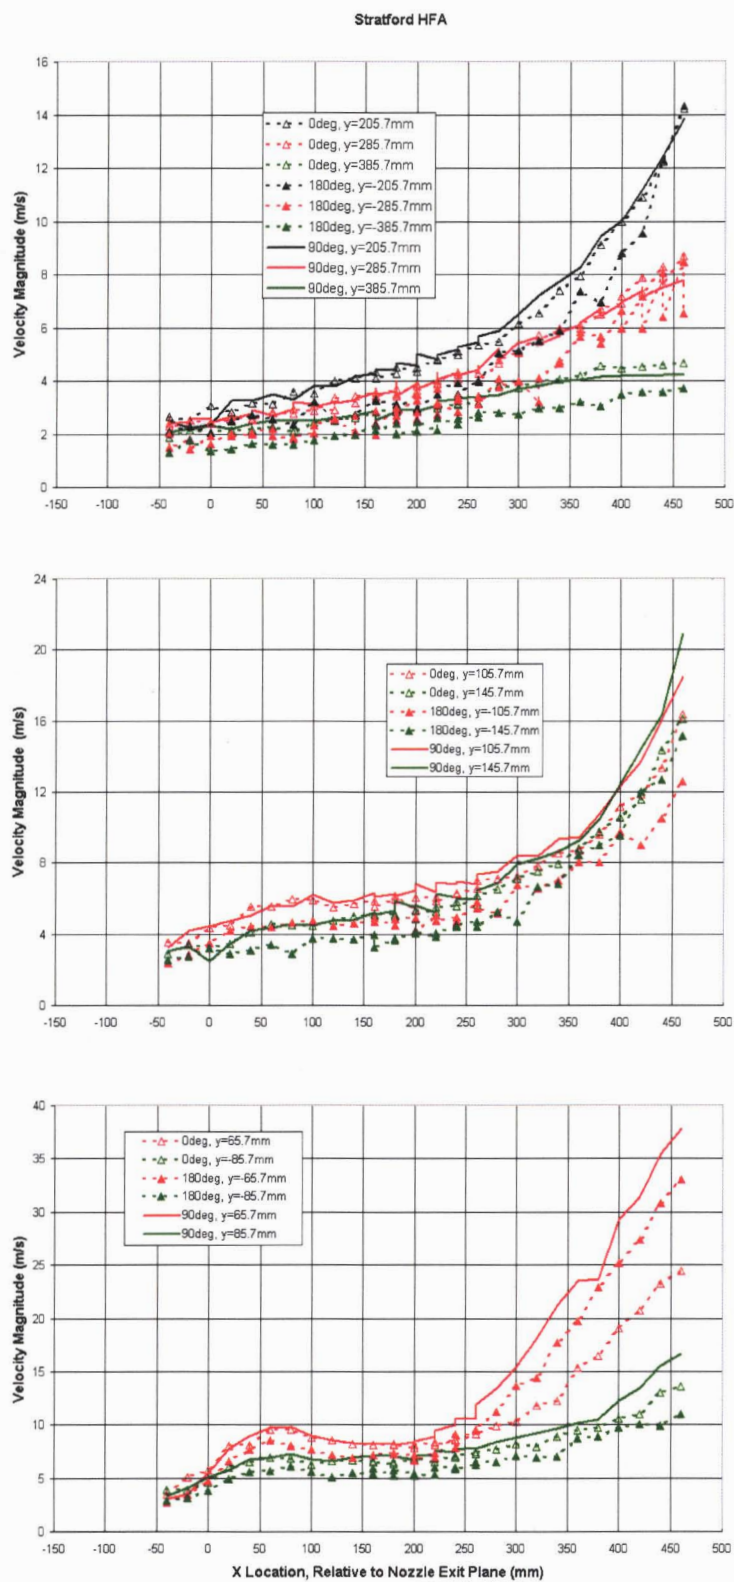 Stratford HFA
16
14
12
10
8
6
4
2
0
Velocity Magnitude (m/s)
0deg, y=205.7mm
0deg, y=285.7mm
0deg, y=385.7mm
180deg, y=-205.7mm
180deg, y=-285.7mm
180deg, y=-385.7mm
90deg, y=205.7mm
90deg, y=285.7mm
90deg, y=385.7mm
-150 -100 -50 0 50 100 150 200 250 300 350 400 450 500
24
20
16
12
8
4
0
Velocity Magnitude (m/s)
0deg, y=105.7mm
0deg, y=145.7mm
180deg, y=-105.7mm
180deg, y=-145.7mm
90deg, y=105.7mm
90deg, y=145.7mm
-150 -100 -50 0 50 100 150 200 250 300 350 400 450 500
40
35
30
25
20
15
10
5
0
Velocity Magnitude (m/s)
0deg, y=65.7mm
0deg, y=-85.7mm
180deg, y=-65.7mm
180deg, y=-85.7mm
90deg, y=65.7mm
90deg, y=85.7mm
-150 -100 -50 0 50 100 150 200 250 300 350 400 450 500
X Location, Relative to Nozzle Exit Plane (mm)